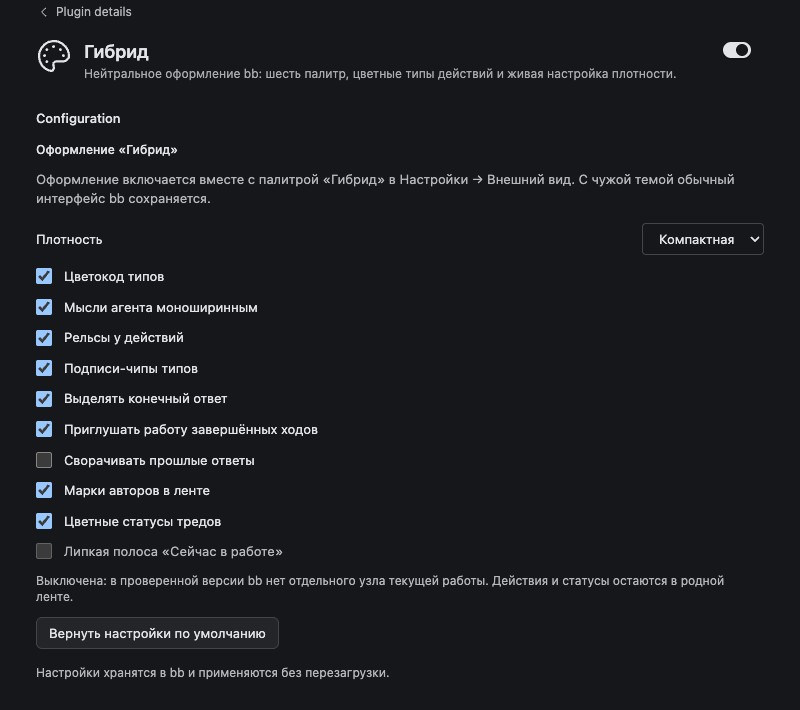 Plugin details
Гибрид
Нейтральное оформление bb: шесть палитр, цветные типы действий и живая настройка плотности.
Configuration
Оформление «Гибрид»
Оформление включается вместе с палитрой «Гибрид» в Настройки → Внешний вид. С чужой темой обычный
интерфейс bb сохраняется.
Плотность
Компактная
Цветокод типов
Мысли агента моноширинным
Рельсы у действий
Подписи-чипы типов
Выделять конечный ответ
Приглушать работу завершённых ходов
Сворачивать прошлые ответы
Марки авторов в ленте
Цветные статусы тредов
Липкая полоса «Сейчас в работе»
Выключена: в проверенной версии bb нет отдельного узла текущей работы. Действия и статусы остаются в родной
ленте.
Вернуть настройки по умолчанию
Настройки хранятся в bb и применяются без перезагрузки.